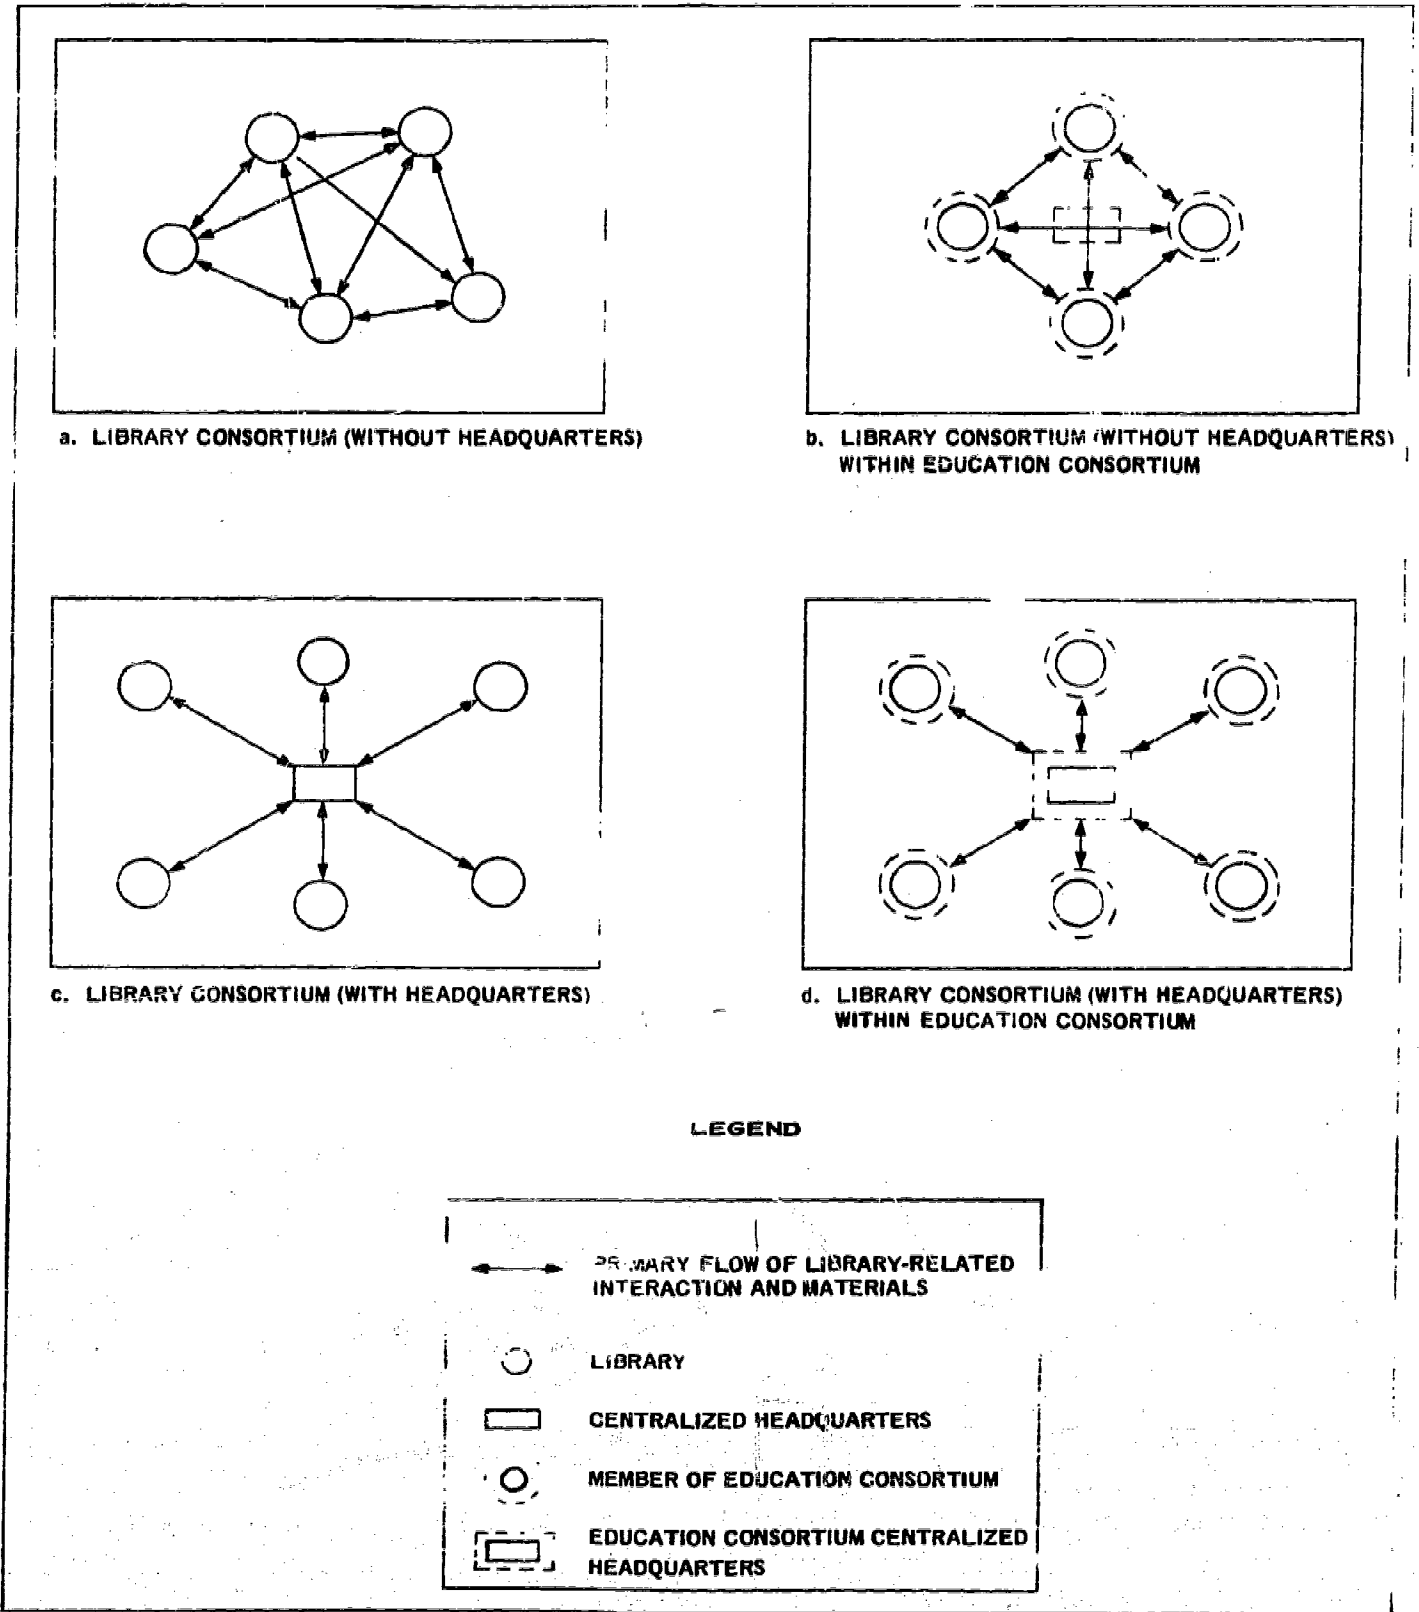 a. LIBRARY CONSORTIUM (WITHOUT HEADQUARTERS)
b. LIBRARY CONSORTIUM (WITHOUT HEADQUARTERS)
WITHIN EDUCATION CONSORTIUM
c. LIBRARY CONSORTIUM (WITH HEADQUARTERS)
d. LIBRARY CONSORTIUM (WITH HEADQUARTERS)
WITHIN EDUCATION CONSORTIUM
LEGEND
PRIMARY FLOW OF LIBRARY-RELATED
INTERACTION AND MATERIALS
LIBRARY
CENTRALIZED HEADQUARTERS
MEMBER OF EDUCATION CONSORTIUM
EDUCATION CONSORTIUM CENTRALIZED
HEADQUARTERS